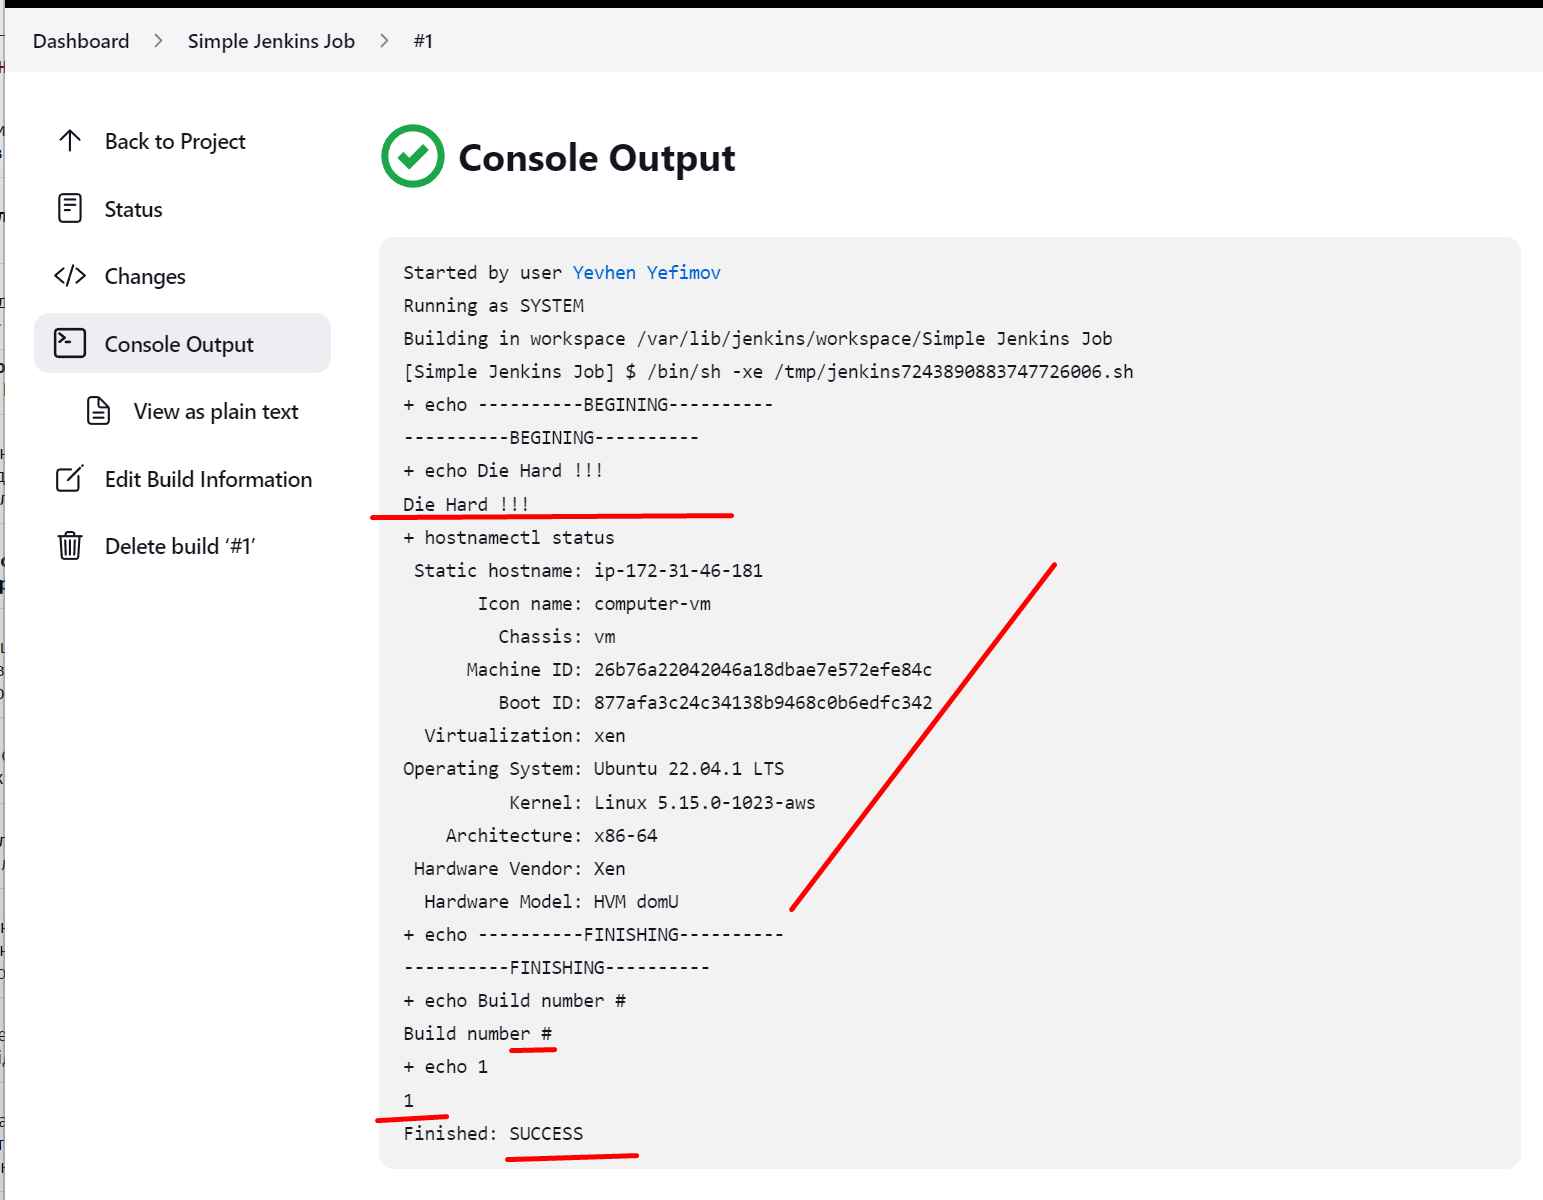 Dashboard > Simple Jenkins Job > #1
Back to Project
Status
Changes
Console Output
View as plain text
Edit Build Information
Delete build ‘#1’
Console Output
Started by user Yevhen Yefimov
Running as SYSTEM
Building in workspace /var/lib/jenkins/workspace/Simple Jenkins Job
[Simple Jenkins Job] $ /bin/sh -xe /tmp/jenkins7243890883747726006.sh
+ echo ----------BEGINING----------
----------BEGINING----------
+ echo Die Hard !!!
Die Hard !!!
+ hostnamectl status
Static hostname: ip-172-31-46-181
Icon name: computer-vm
Chassis: vm
Machine ID: 26b76a22042046a18dbae7e572efe84c
Boot ID: 877afa3c24c34138b9468c0b6edfc342
Virtualization: xen
Operating System: Ubuntu 22.04.1 LTS
Kernel: Linux 5.15.0-1023-aws
Architecture: x86-64
Hardware Vendor: Xen
Hardware Model: HVM domU
+ echo ----------FINISHING----------
----------FINISHING----------
+ echo Build number #
Build number #
+ echo 1
1
Finished: SUCCESS